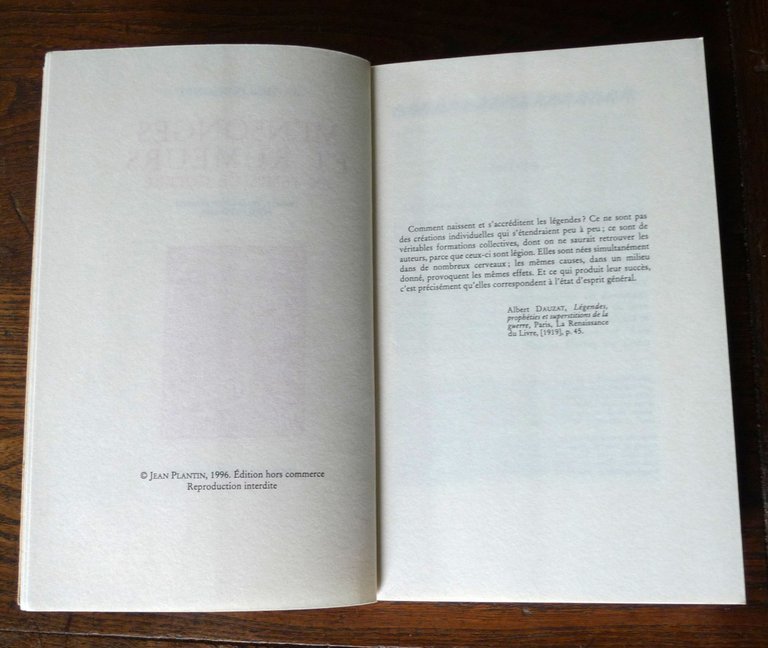 © JEAN PLANTIN, 1996. Édition hors commerce
Reproduction interdite
Comment naissent et s'accréditent les légendes ? Ce ne sont pas
des créations individuelles qui s'étendraient peu à peu ; ce sont de
véritables formations collectives, dont on ne saurait retrouver les
auteurs, parce que ceux-ci sont légion. Elles sont nées simultanément
dans de nombreux cerveaux ; les mêmes causes, dans un milieu
donné, provoquent les mêmes effets. Et ce qui produit leur succès,
c'est précisément qu'elles correspondent à l'état d'esprit général.
Albert DAUZAT, Légendes,
prophéties et superstitions de la
guerre, Paris, La Renaissance
du Livre, [1919], p. 45.